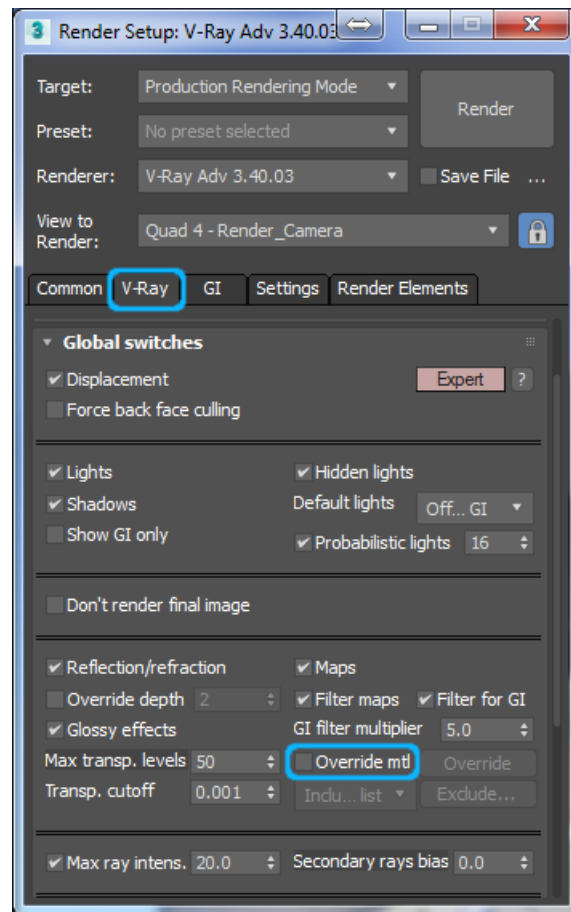 3 Render Setup: V-Ray Adv 3.40.03
Target: Production Rendering Mode
Render
Preset: No preset selected
Renderer: V-Ray Adv 3.40.03 Save File ...
View to Render: Quad 4 - Render_Camera
Common V-Ray GI Settings Render Elements
Global switches
Displacement Expert ?
Force back face culling
Lights Hidden lights
Shadows Default lights Off... GI
Show GI only Probabilistic lights 16
Don't render final image
Reflection/refraction Maps
Override depth 2 Filter maps Filter for GI
Glossy effects GI filter multiplier 5.0
Max transp. levels 50 Override mtl Override
Transp. cutoff 0.001 Inclu... list Exclude...
Max ray intens. 20.0 Secondary rays bias 0.0